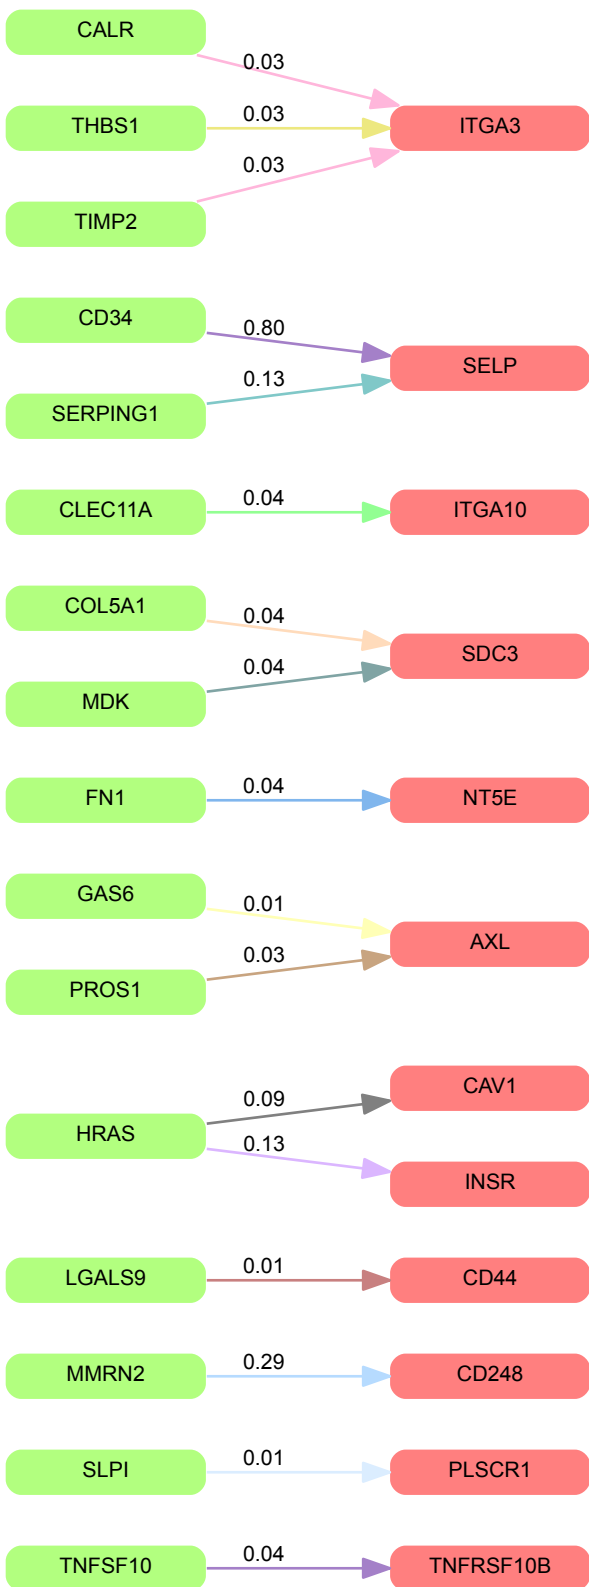 CALR
0.03
THBS1
0.03
ITGA3
0.03
TIMP2
CD34
0.80
SELP
0.13
SERPING1
CLEC11A
0.04
ITGA10
COL5A1
0.04
SDC3
0.04
MDK
FN1
0.04
NT5E
GAS6
0.01
AXL
0.03
PROS1
CAV1
0.09
HRAS
0.13
INSR
LGALS9
0.01
CD44
MMRN2
0.29
CD248
SLPI
0.01
PLSCR1
TNFSF10
0.04
TNFRSF10B